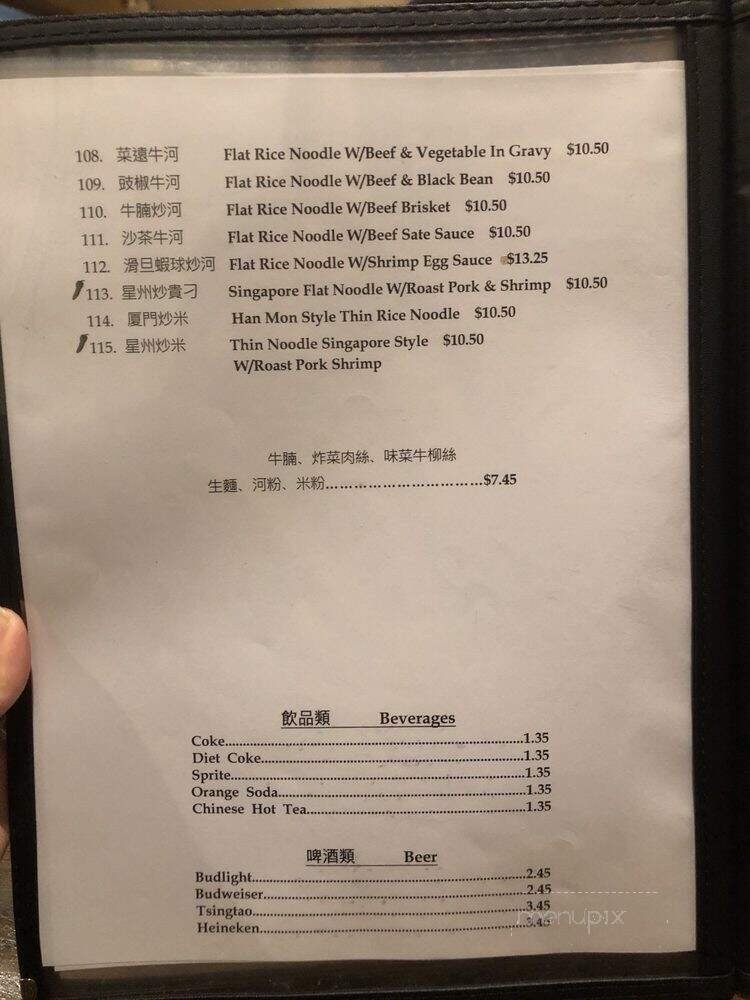 108. 菜遠牛河 Flat Rice Noodle W/Beef & Vegetable In Gravy $10.50
109. 豉椒牛河 Flat Rice Noodle W/Beef & Black Bean $10.50
110. 牛腩炒河 Flat Rice Noodle W/Beef Brisket $10.50
111. 沙茶牛河 Flat Rice Noodle W/Beef Sate Sauce $10.50
112. 滑旦蝦球炒河 Flat Rice Noodle W/Shrimp Egg Sauce $13.25
113. 星州炒貴刁 Singapore Flat Noodle W/Roast Pork & Shrimp $10.50
114. 厦門炒米 Han Mon Style Thin Rice Noodle $10.50
115. 星州炒米 Thin Noodle Singapore Style $10.50
W/Roast Pork Shrimp
牛腩、炸菜肉絲、味菜牛柳絲
生麵、河粉、米粉..............................$7.45
飲品類 Beverages
Coke..............................1.35
Diet Coke..............................1.35
Sprite..............................1.35
Orange Soda..............................1.35
Chinese Hot Tea..............................1.35
啤酒類 Beer
Budlight..............................2.45
Budweiser..............................2.45
Tsingtao..............................3.45
Heineken..............................3.45
menupix